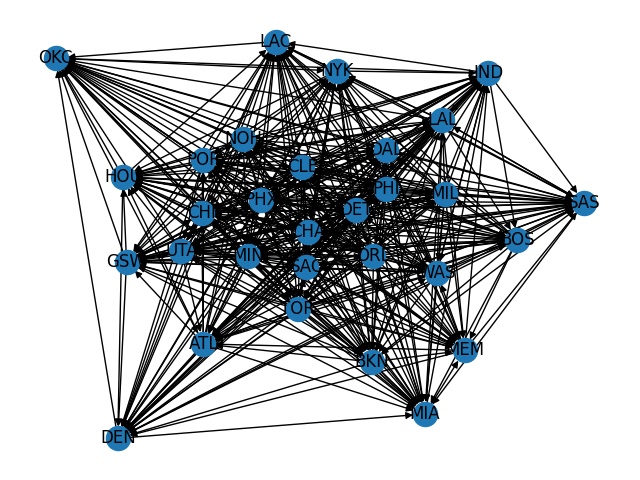 OKC
LAC
NYK
IND
LAL
NOP
DAL
POR
CLE
HOU
PHI
MIL
PHX
SAS
CHI
DET
CHA
BOS
UTA
MIN
ORL
GSW
SAC
WAS
TOR
ATL
MEM
BKN
MIA
DEN